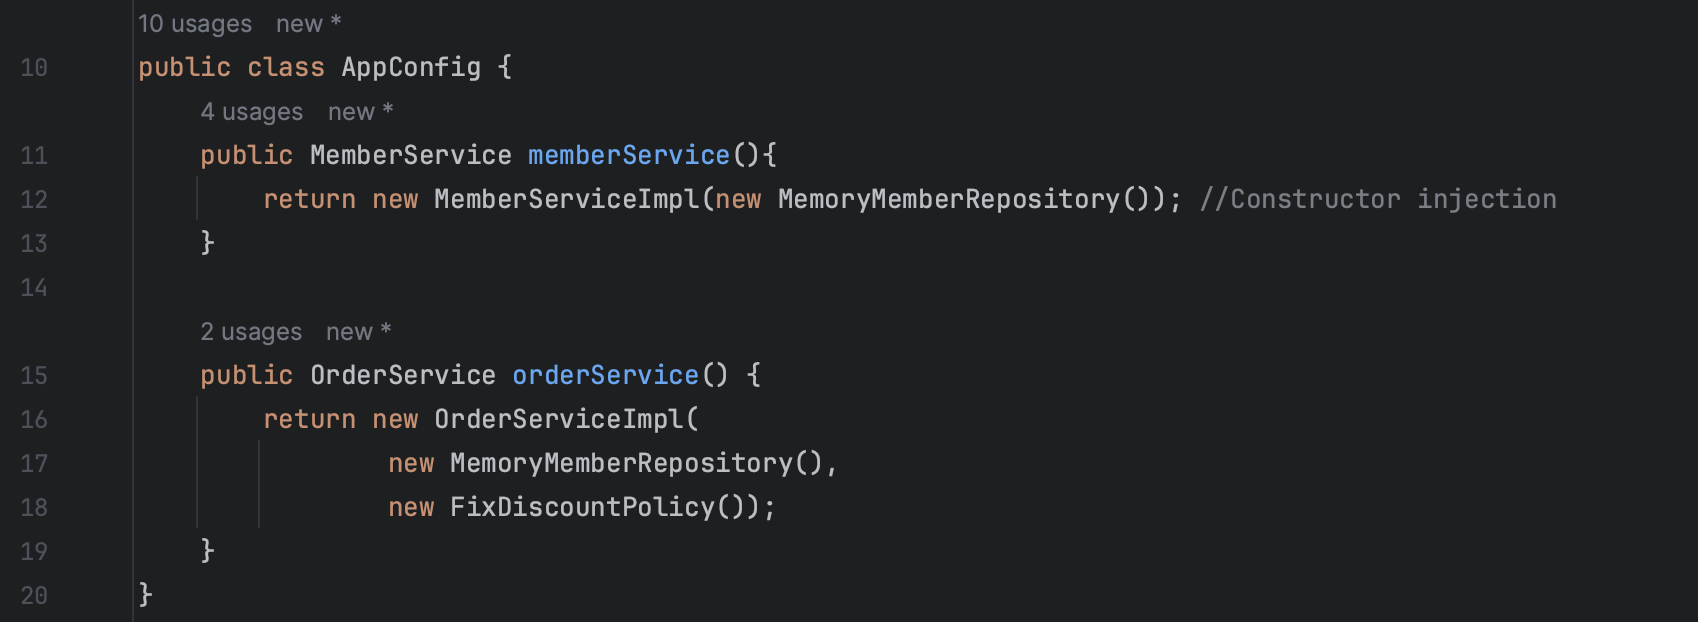 10 usages   new *
10 public class AppConfig {
4 usages   new *
11 public MemberService memberService(){
12 return new MemberServiceImpl(new MemoryMemberRepository()); //Constructor injection
13 }
14
2 usages   new *
15 public OrderService orderService() {
16 return new OrderServiceImpl(
17 new MemoryMemberRepository(),
18 new FixDiscountPolicy());
19 }
20 }